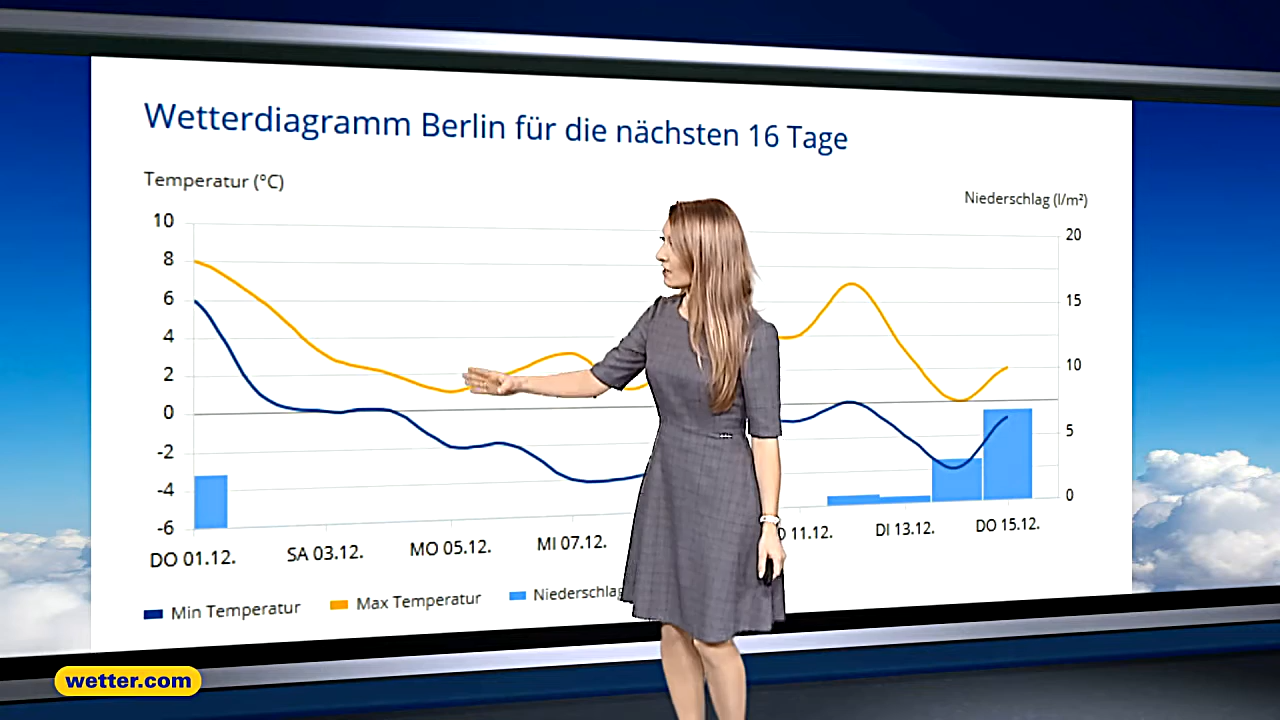 Wetterdiagramm Berlin für die nächsten 16 Tage
Temperatur (°C)
Niederschlag (l/m²)
10
8
6
4
2
0
-2
-4
-6
20
15
10
5
0
DO 01.12.
SA 03.12.
MO 05.12.
MI 07.12.
11.12.
DI 13.12.
DO 15.12.
Min Temperatur
Max Temperatur
Niederschlag
wetter.com